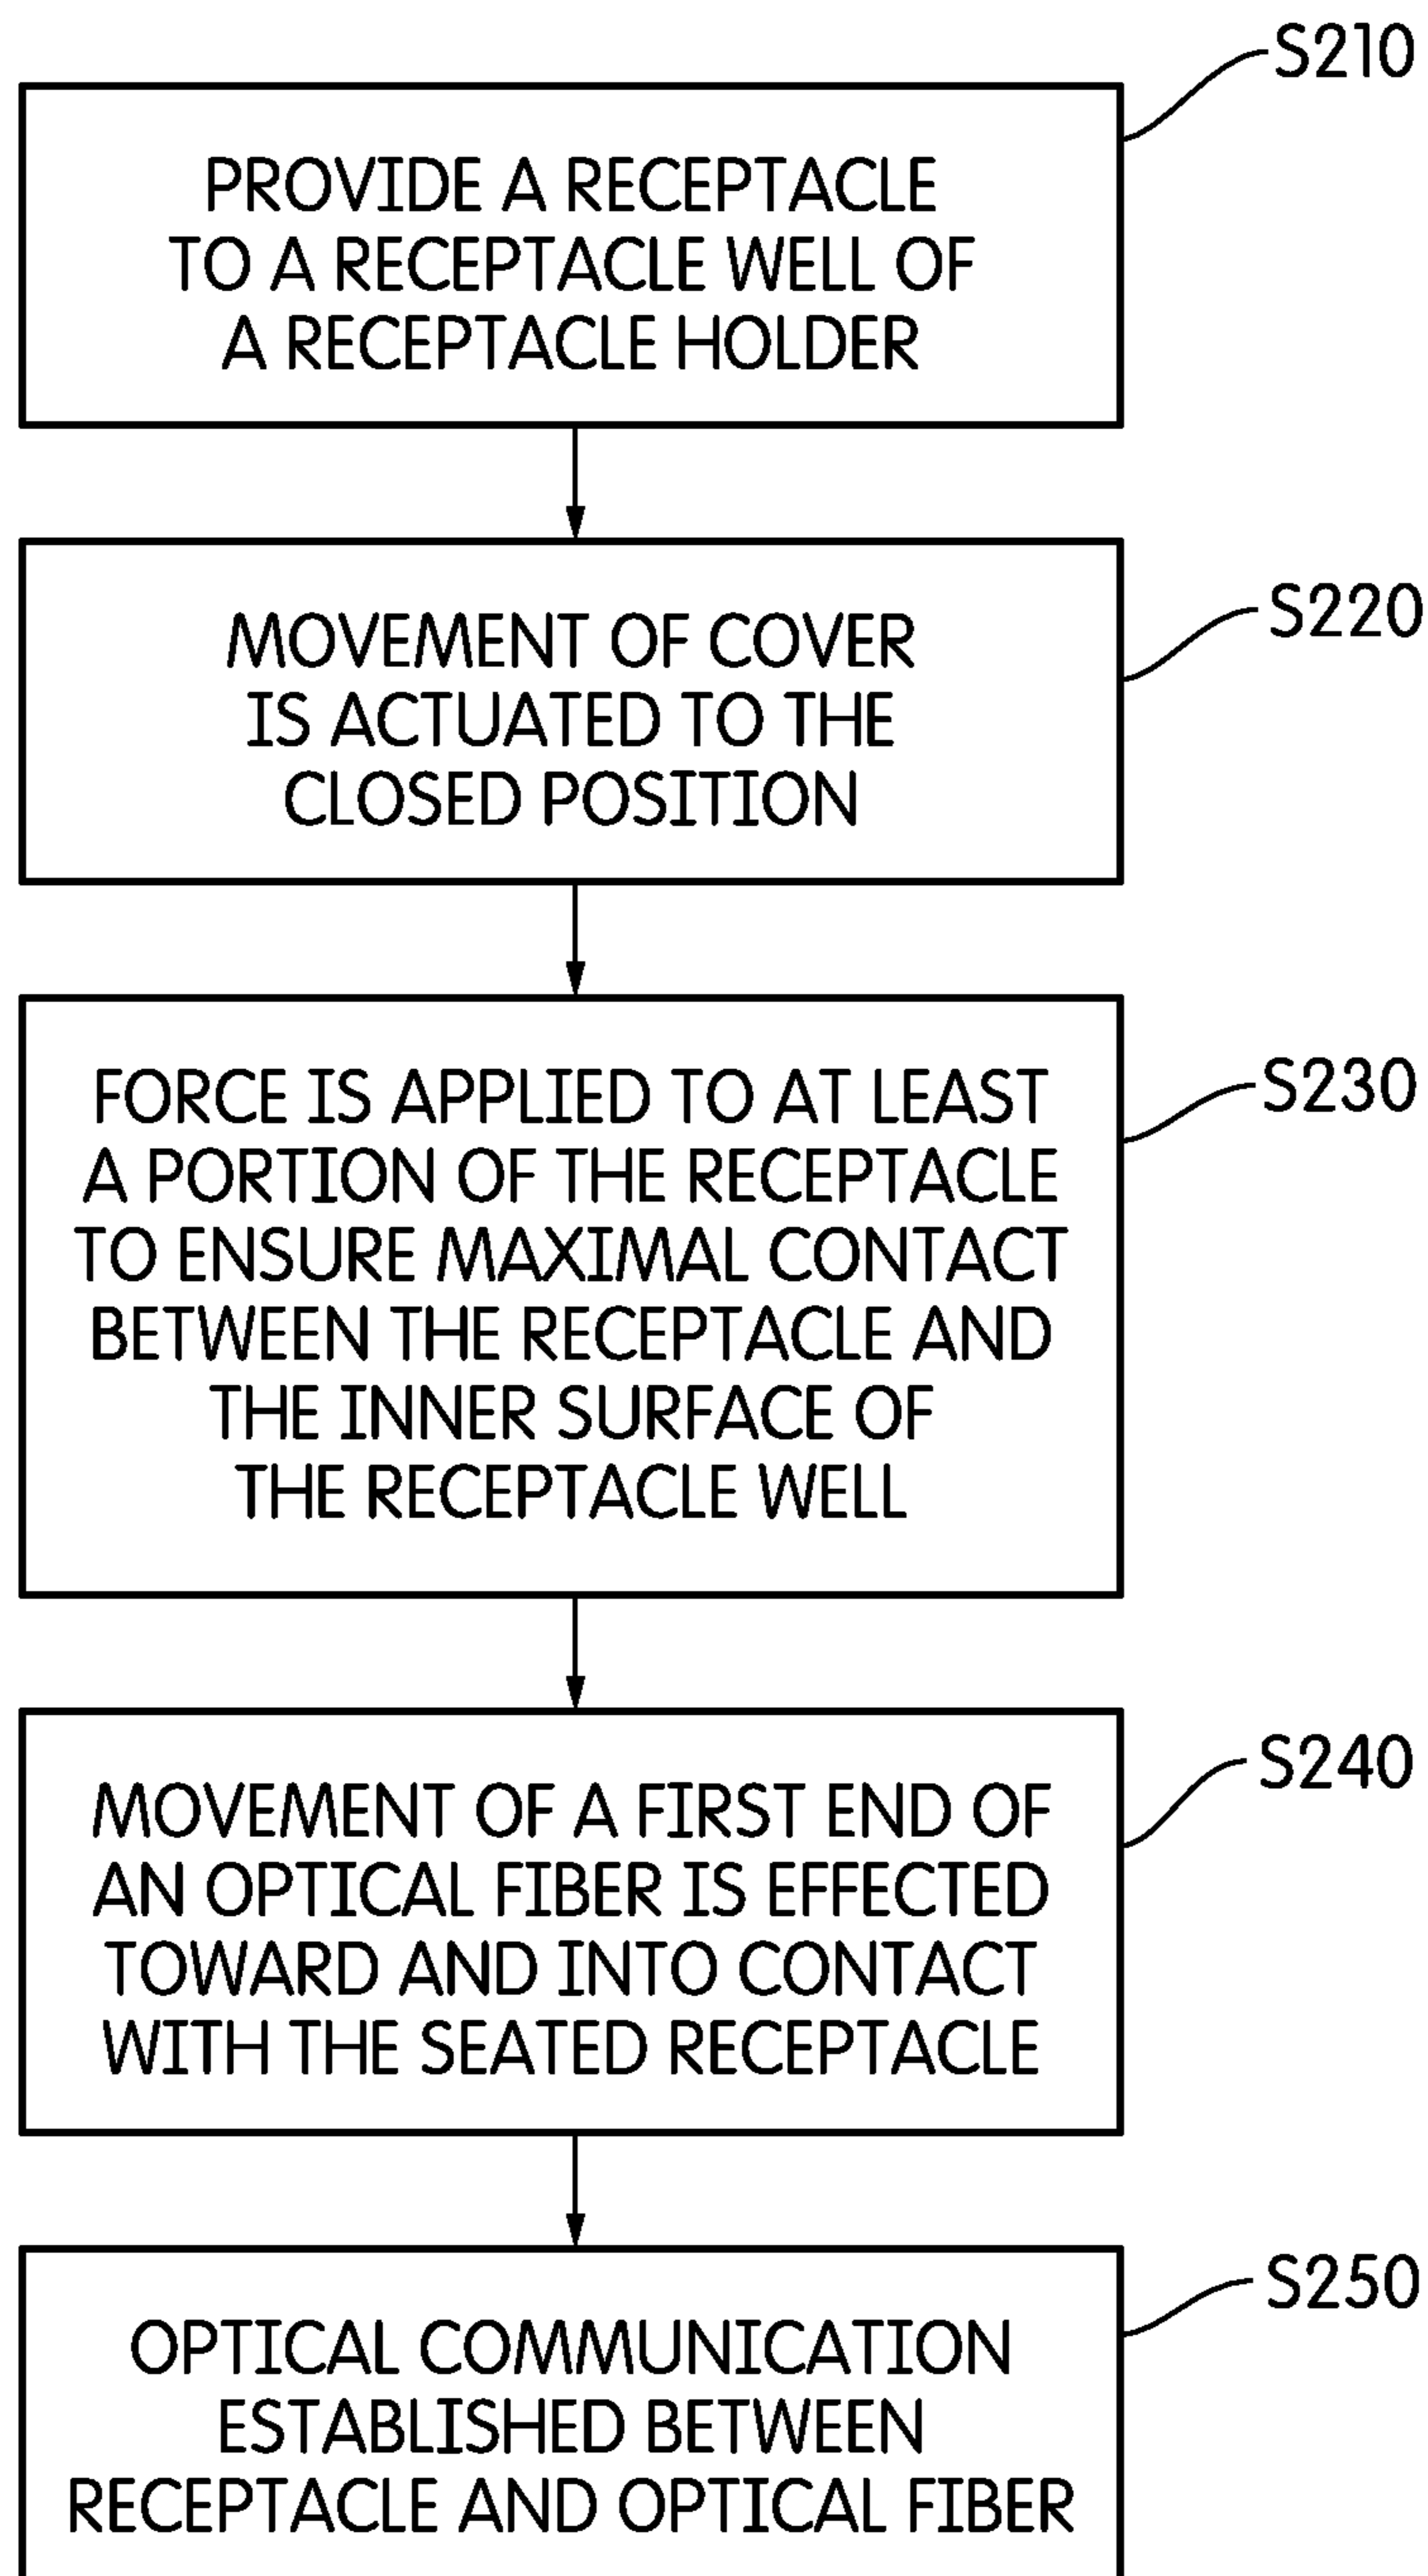 S210
PROVIDE A RECEPTACLE
TO A RECEPTACLE WELL OF
A RECEPTACLE HOLDER
S220
MOVEMENT OF COVER
IS ACTUATED TO THE
CLOSED POSITION
S230
FORCE IS APPLIED TO AT LEAST
A PORTION OF THE RECEPTACLE
TO ENSURE MAXIMAL CONTACT
BETWEEN THE RECEPTACLE AND
THE INNER SURFACE OF
THE RECEPTACLE WELL
S240
MOVEMENT OF A FIRST END OF
AN OPTICAL FIBER IS EFFECTED
TOWARD AND INTO CONTACT
WITH THE SEATED RECEPTACLE
S250
OPTICAL COMMUNICATION
ESTABLISHED BETWEEN
RECEPTACLE AND OPTICAL FIBER